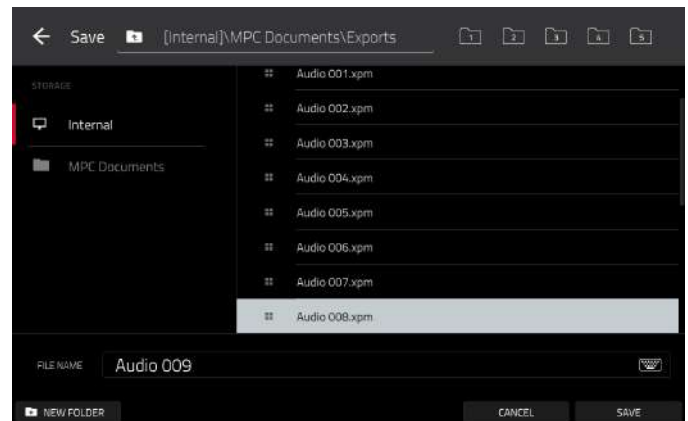 Save [Internal]\MPC Documents\Exports 1 2 3 4 5
STORAGE
Internal
MPC Documents
Audio 001.xpm
Audio 002.xpm
Audio 003.xpm
Audio 004.xpm
Audio 005.xpm
Audio 006.xpm
Audio 007.xpm
Audio 008.xpm
FILE NAME Audio 009
NEW FOLDER CANCEL SAVE